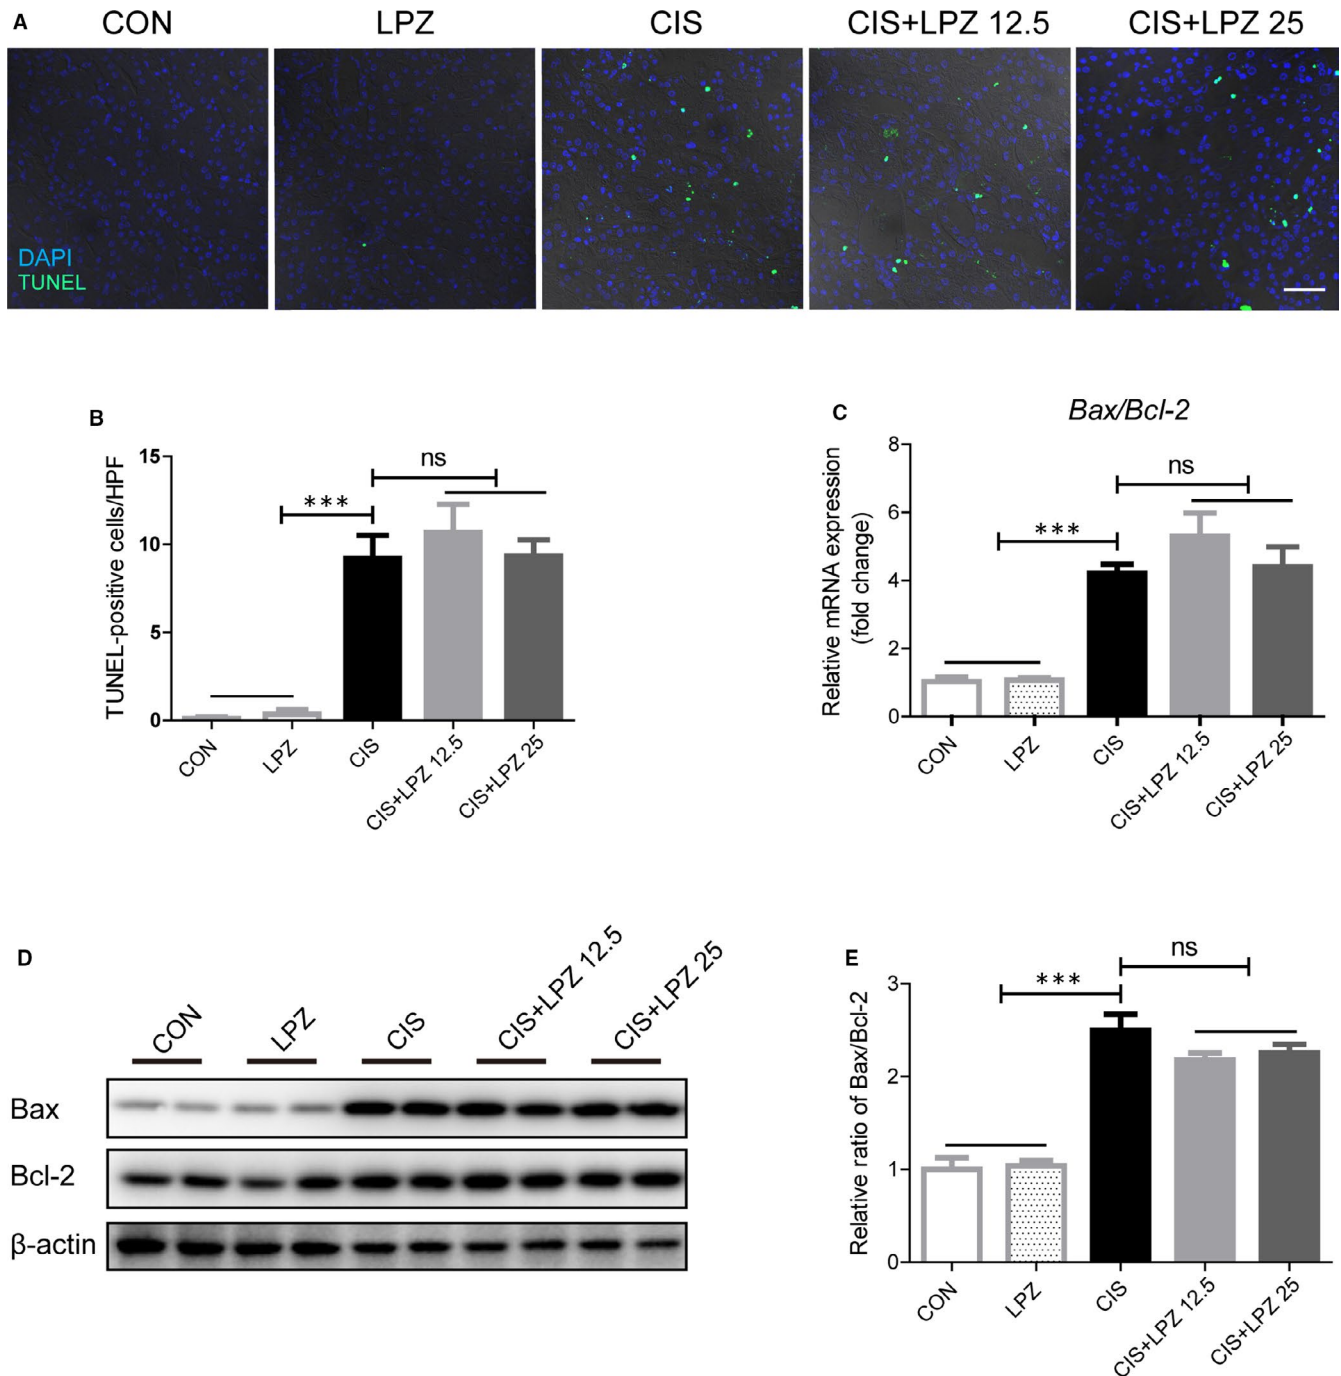 A
CON LPZ CIS CIS+LPZ 12.5 CIS+LPZ 25
DAPI
TUNEL
B
TUNEL-positive cells/HPF
15
10
5
0
***
ns
CON LPZ CIS CIS+LPZ 12.5 CIS+LPZ 25
C
Bax/Bcl-2
Relative mRNA expression
(fold change)
8
6
4
2
0
***
ns
CON LPZ CIS CIS+LPZ 12.5 CIS+LPZ 25
D
CON LPZ CIS CIS+LPZ 12.5 CIS+LPZ 25
Bax
Bcl-2
β-actin
E
Relative ratio of Bax/Bcl-2
3
2
1
0
***
ns
CON LPZ CIS CIS+LPZ 12.5 CIS+LPZ 25